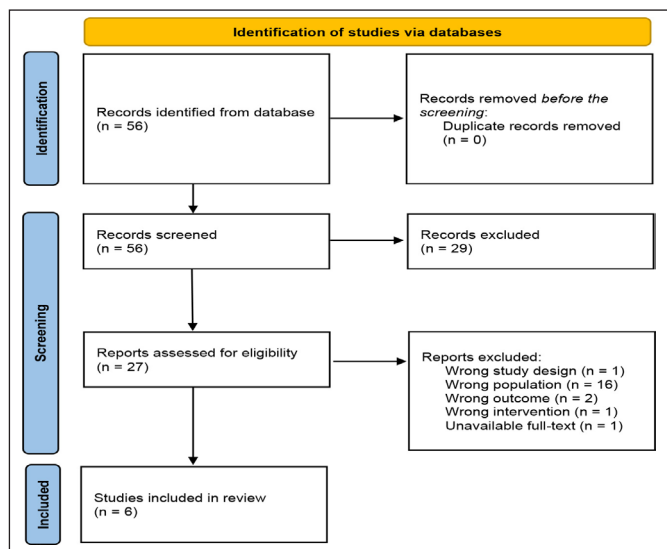 Identification of studies via databases
Identification
Records identified from database
(n = 56)
Records removed before the
screening:
Duplicate records removed
(n = 0)
Screening
Records screened
(n = 56)
Records excluded
(n = 29)
Reports assessed for eligibility
(n = 27)
Reports excluded:
Wrong study design (n = 1)
Wrong population (n = 16)
Wrong outcome (n = 2)
Wrong intervention (n = 1)
Unavailable full-text (n = 1)
Included
Studies included in review
(n = 6)